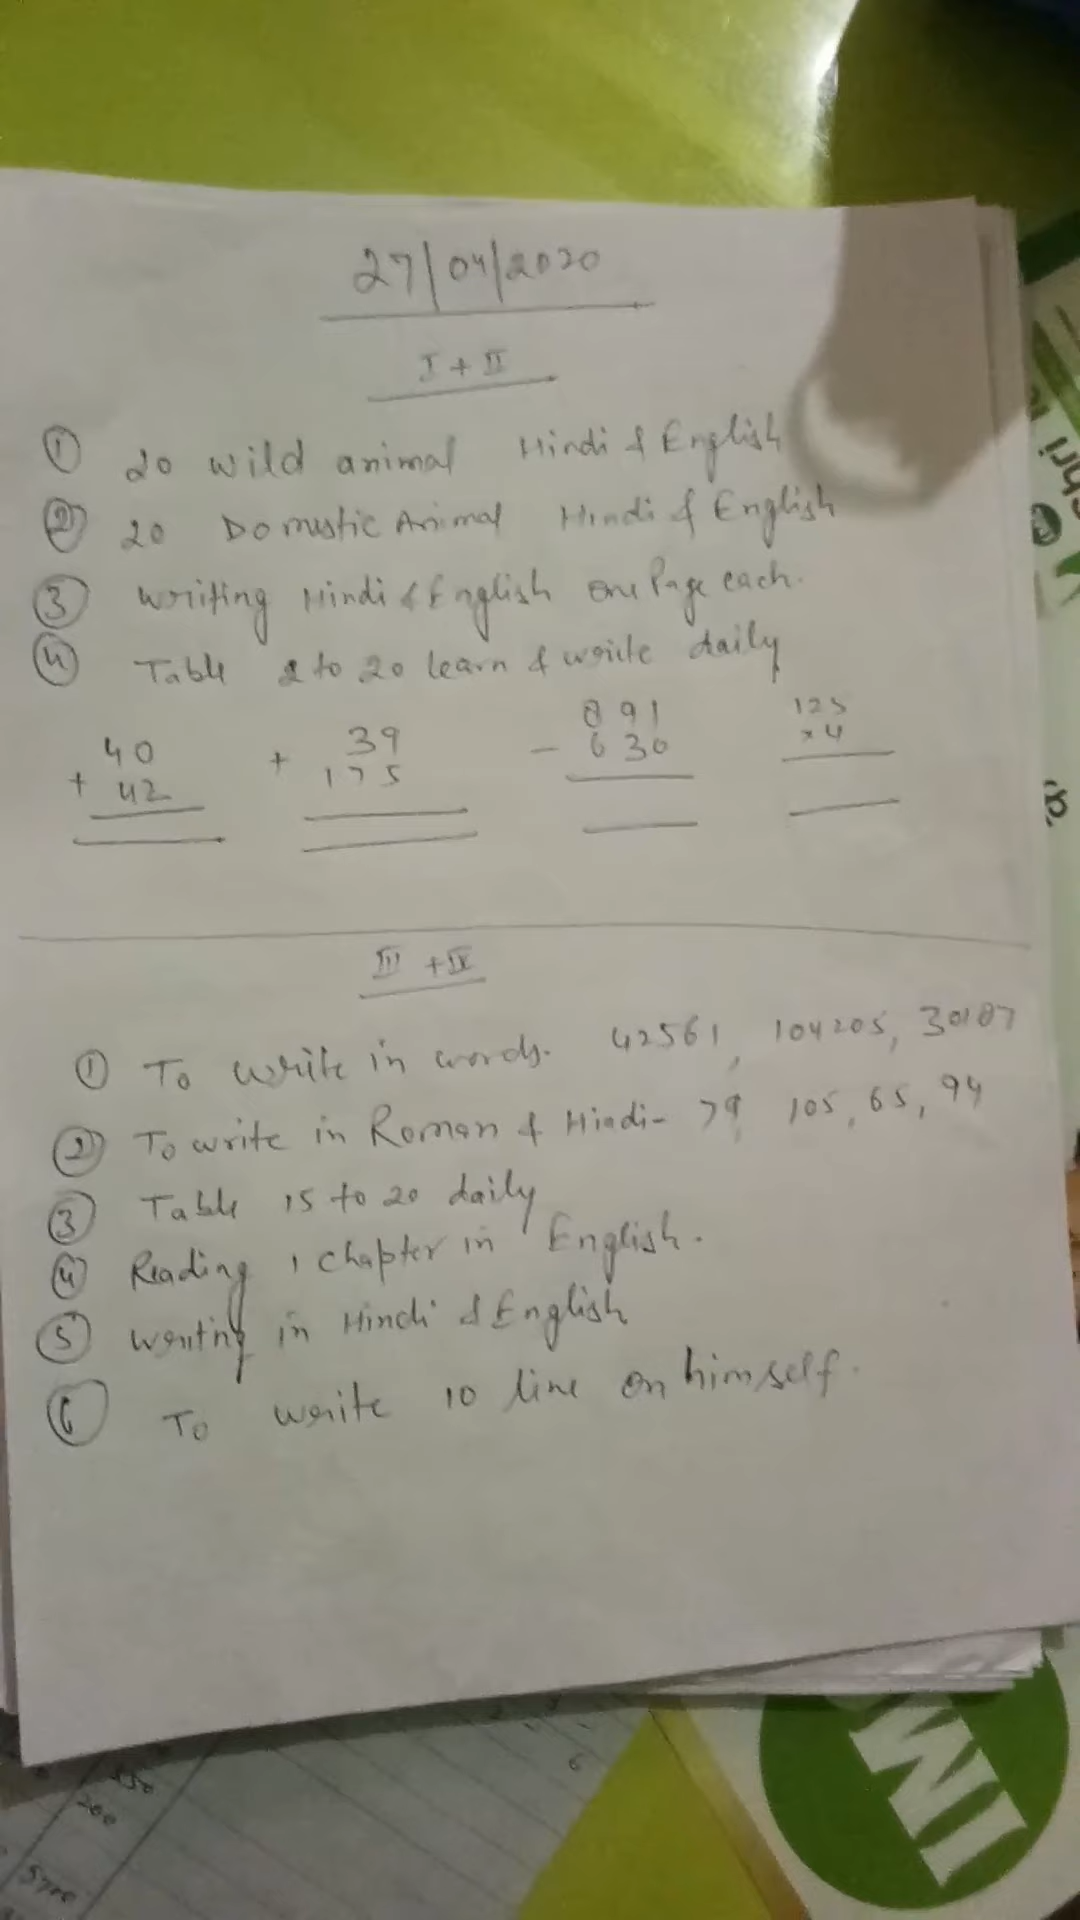 27/04/2020
I + II
① 20 wild animal Hindi & English
② 20 Domestic Animal Hindi & English
③ writing Hindi & English one Page each.
④ Table 2 to 20 learn & write daily
40 + 42
39 + 175
891 - 630
125 × 4
III + IV
① To write in words. 42561, 104205, 30107
② To write in Roman & Hindi - 79, 105, 65, 94
③ Table 15 to 20 daily
④ Reading 1 chapter in English.
⑤ writing in Hindi & English
⑥ To write 10 line on himself.
200
5700